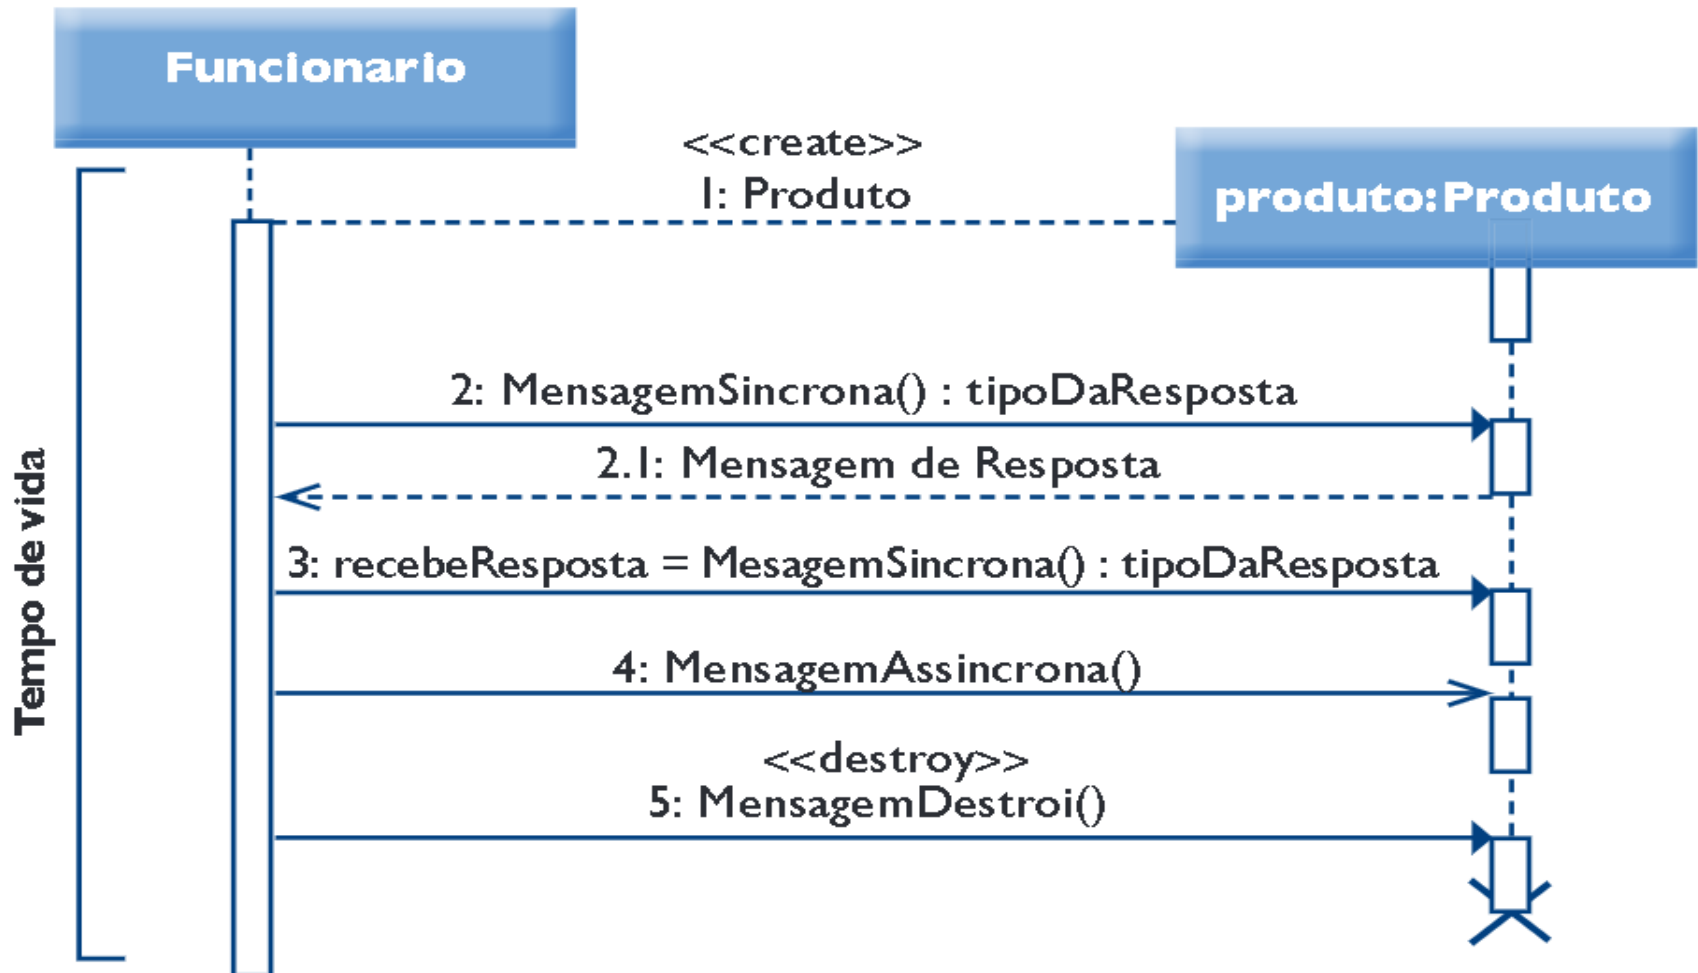 Funcionario
<<create>>
1: Produto
produto:Produto
2: MensagemSincrona() : tipoDaResposta
2.1: Mensagem de Resposta
3: recebeResposta = MesagemSincrona() : tipoDaResposta
4: MensagemAssincrona()
<<destroy>>
5: MensagemDestroi()
Tempo de vida